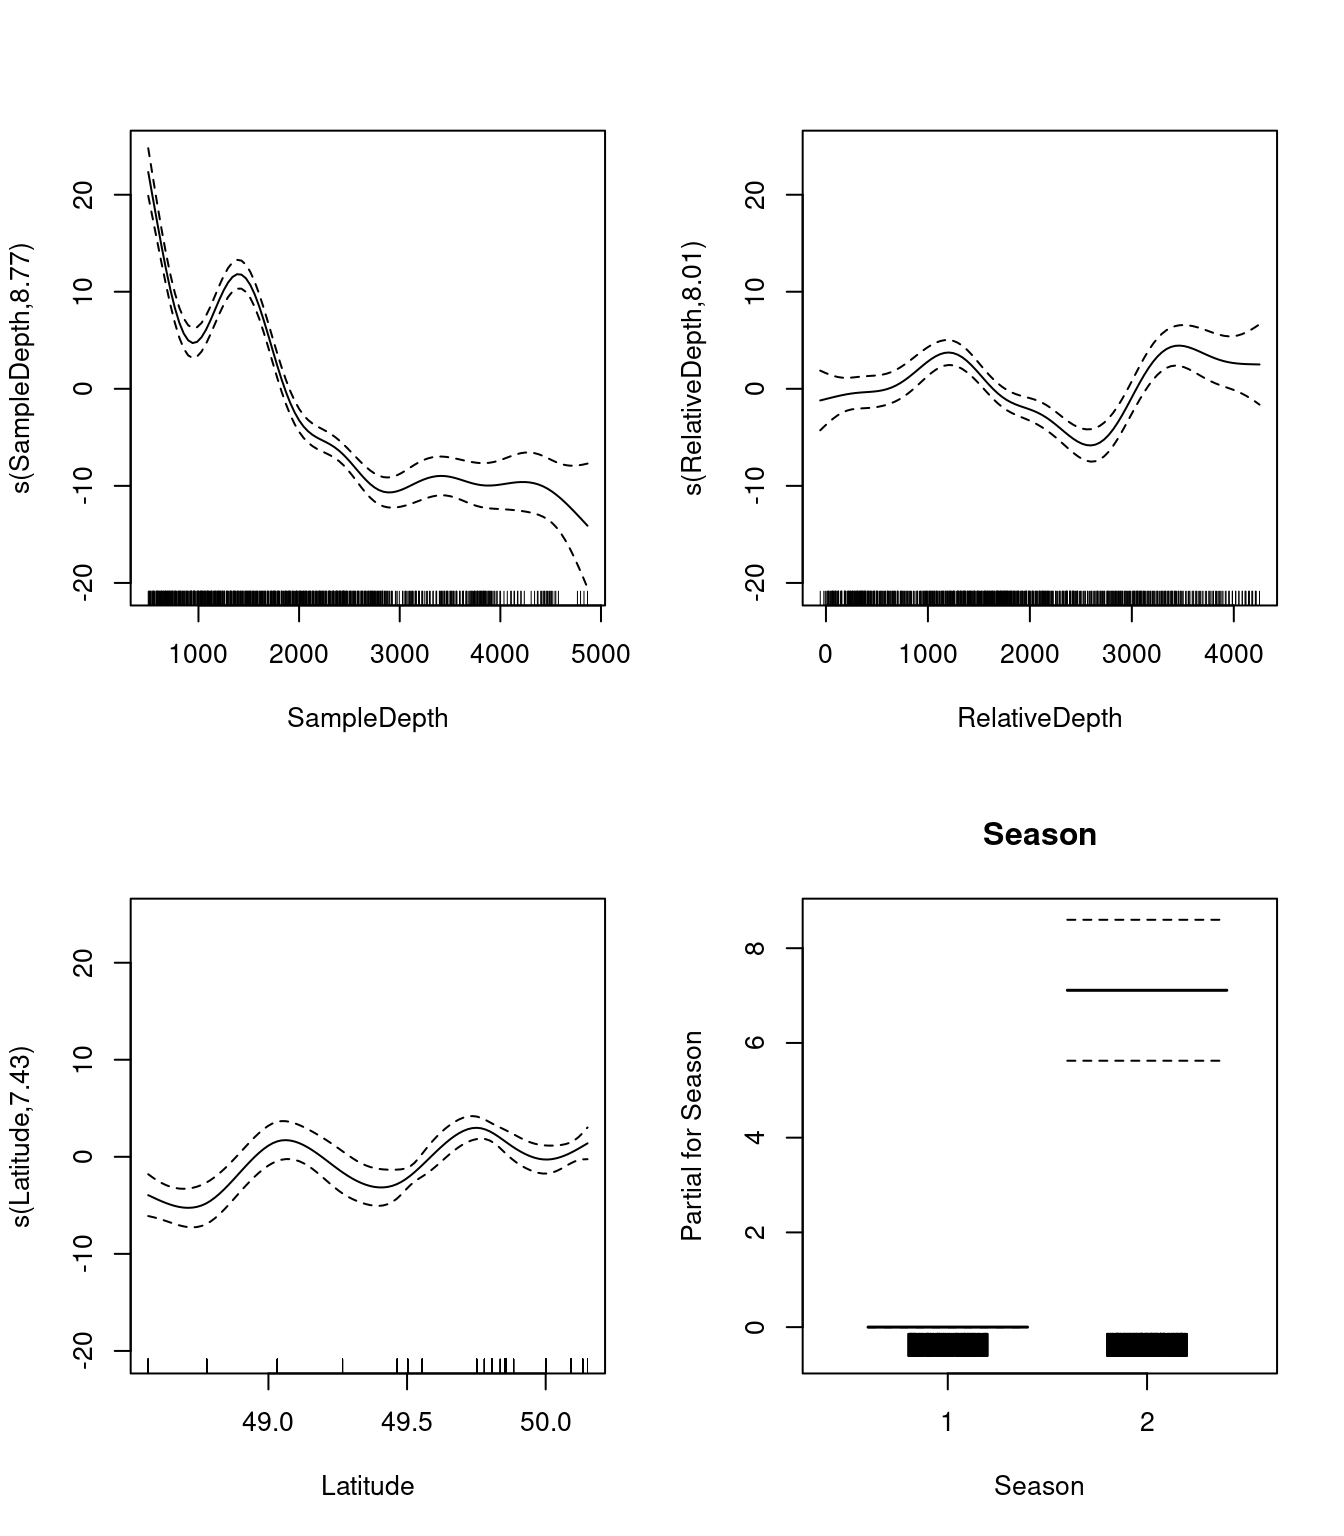 s(SampleDepth,8.77)
20
10
0
-10
-20
1000 2000 3000 4000 5000
SampleDepth
s(RelativeDepth,8.01)
20
10
0
-10
-20
0 1000 2000 3000 4000
RelativeDepth
s(Latitude,7.43)
20
10
0
-10
-20
49.0 49.5 50.0
Latitude
Season
Partial for Season
8
6
4
2
0
1 2
Season